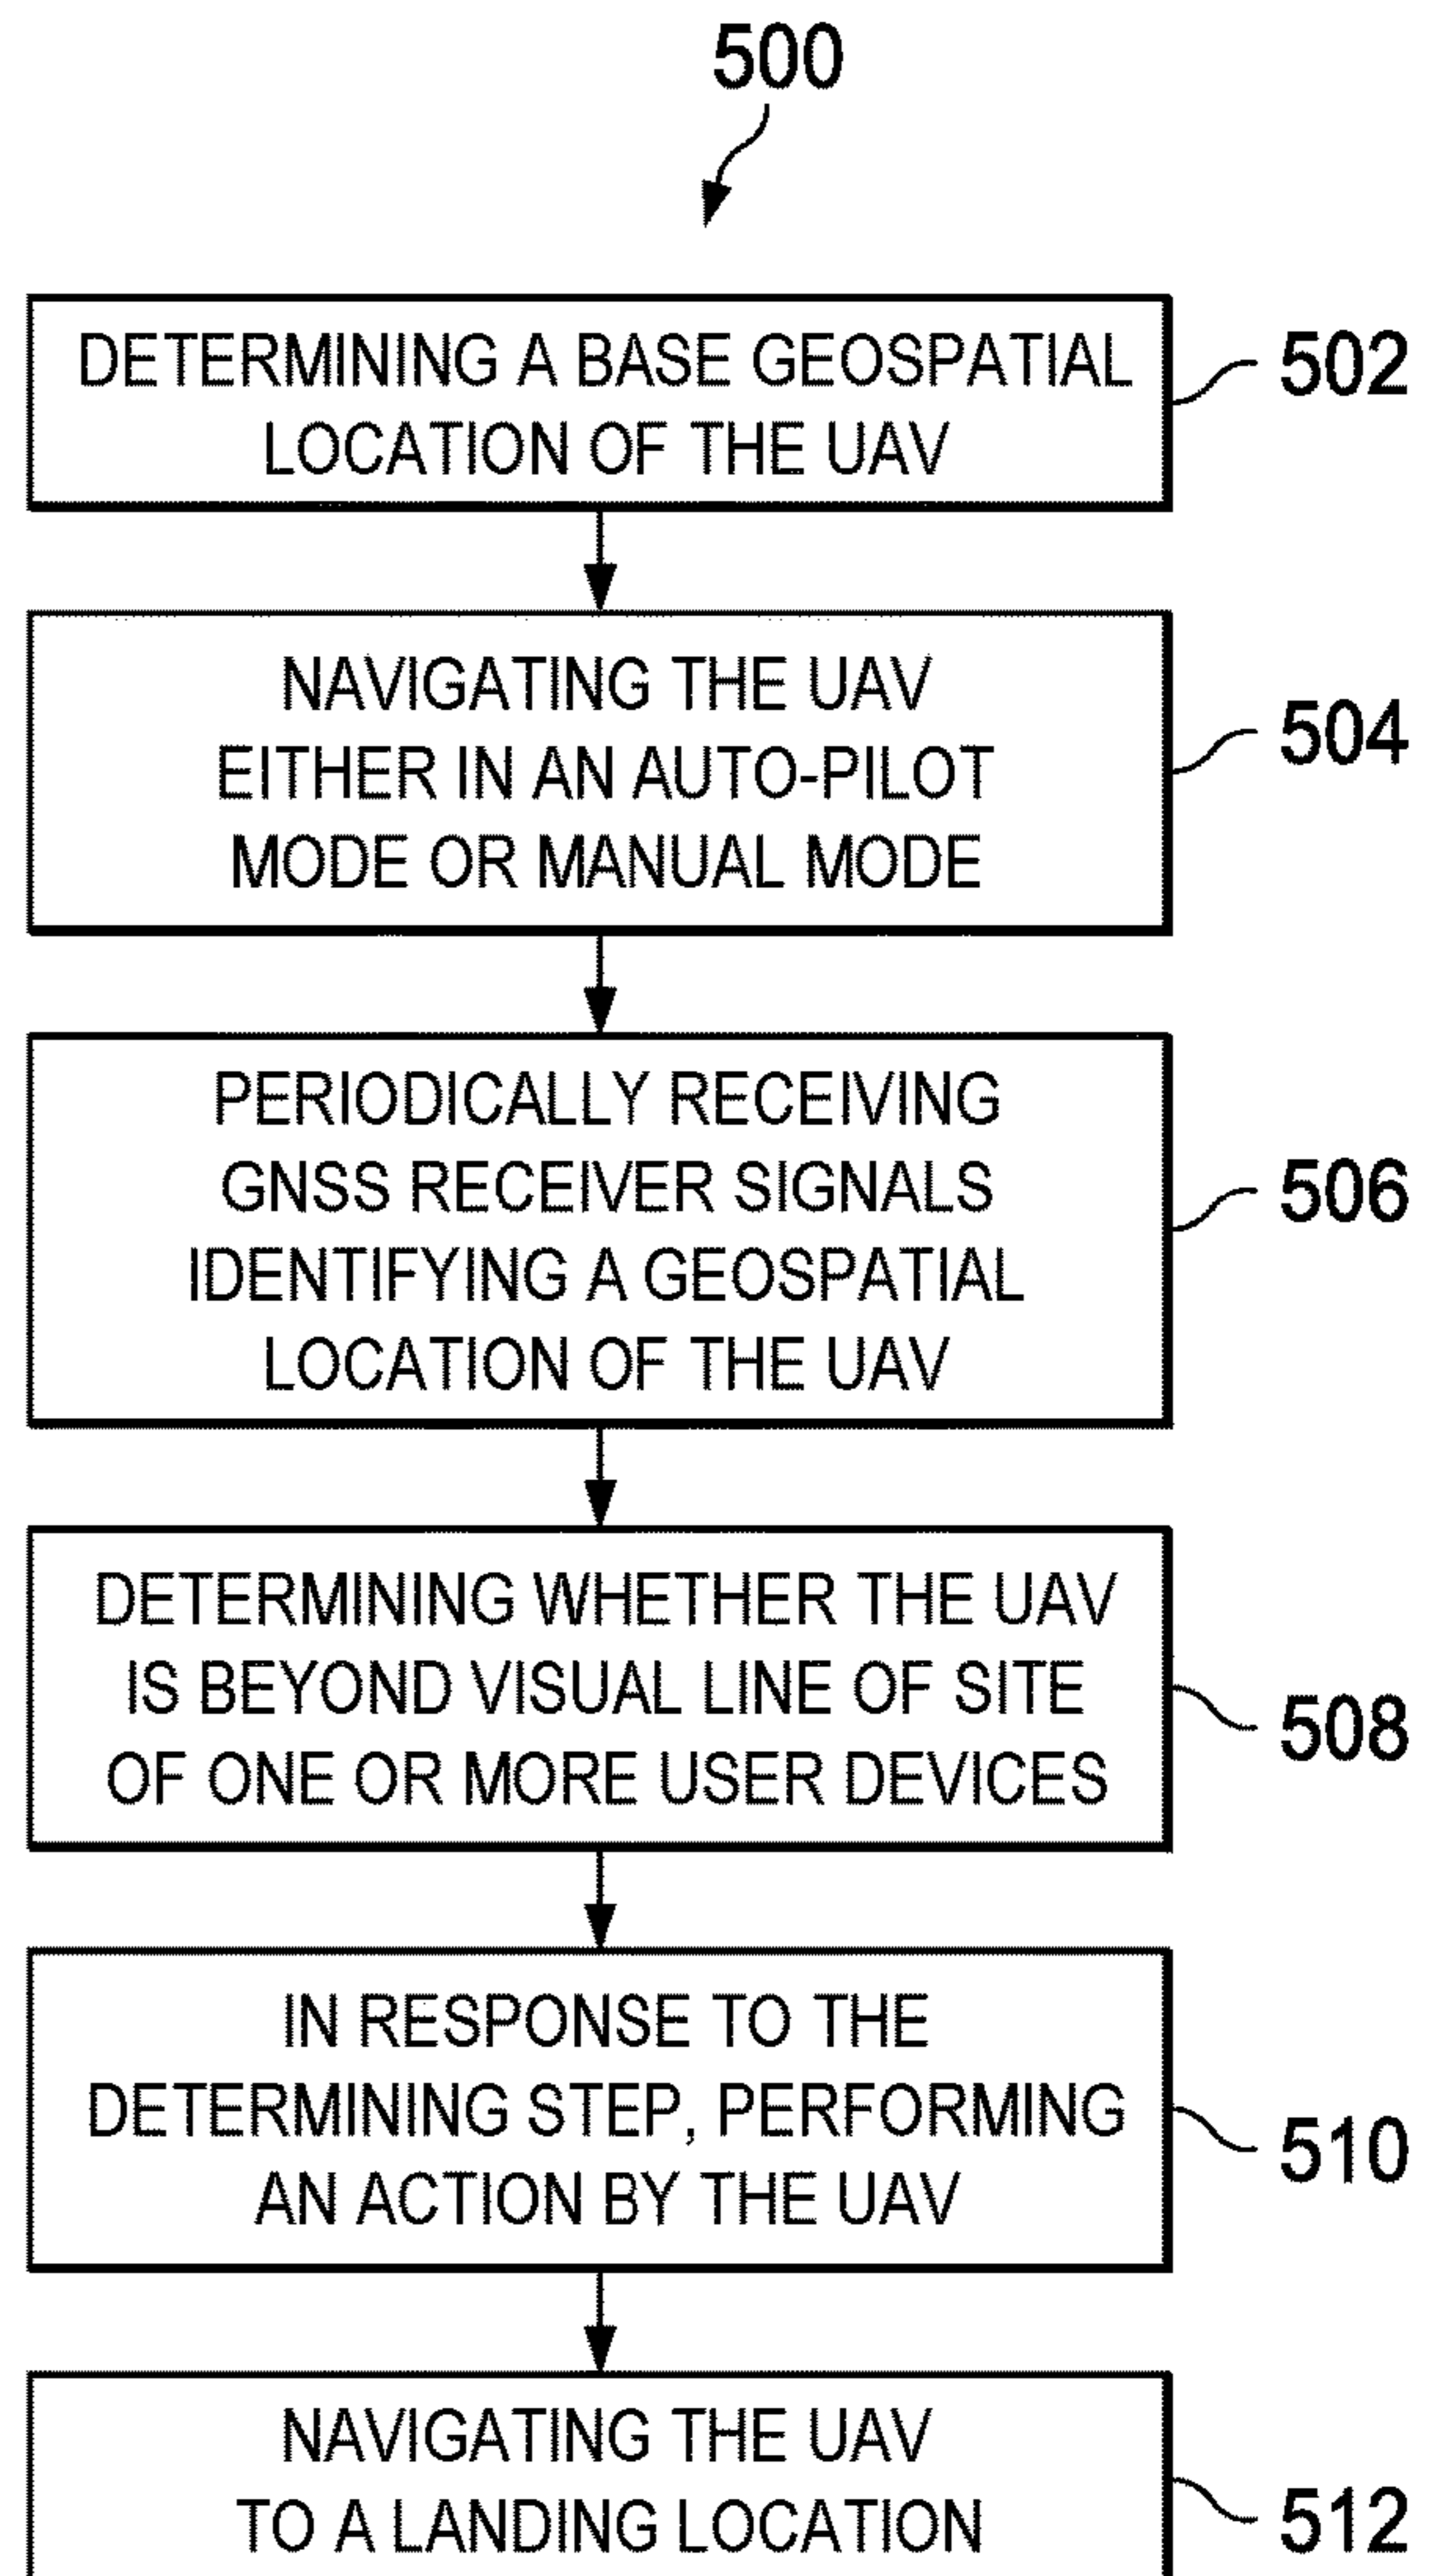 500
DETERMINING A BASE GEOSPATIAL
LOCATION OF THE UAV
502
NAVIGATING THE UAV
EITHER IN AN AUTO-PILOT
MODE OR MANUAL MODE
504
PERIODICALLY RECEIVING
GNSS RECEIVER SIGNALS
IDENTIFYING A GEOSPATIAL
LOCATION OF THE UAV
506
DETERMINING WHETHER THE UAV
IS BEYOND VISUAL LINE OF SITE
OF ONE OR MORE USER DEVICES
508
IN RESPONSE TO THE
DETERMINING STEP, PERFORMING
AN ACTION BY THE UAV
510
NAVIGATING THE UAV
TO A LANDING LOCATION
512